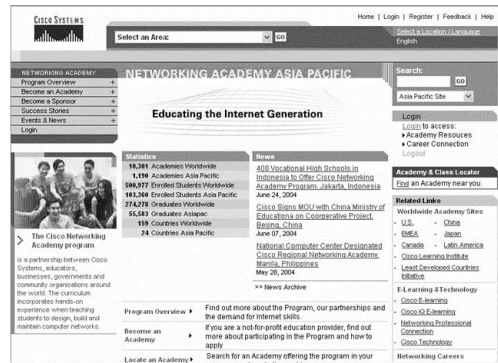 CISCO SYSTEMS
Home | Login | Register | Feedback | Help
Select an Area:
GO
Select a Location / Language
English
NETWORKING ACADEMY
Program Overview +
Become an Academy +
Become a Sponsor +
Success Stories +
Events & News +
Login
NETWORKING ACADEMY ASIA PACIFIC
Educating the Internet Generation
Search:
GO
Asia Pacific Site
Login
Login to access:
Academy Resouces
Career Connection
Logout
Academy & Class Locator
Find an Academy near you.
The Cisco Networking
Academy program
is a partnership between Cisco
Systems, educators,
businesses, governments and
community organisations around
the world. The curriculum
incorporates hands-on
experience when teaching
students to design, build and
maintain computer networks.
Statistics
10,301 Academies Worldwide
1,190 Academies Asia Pacific
500,977 Enrolled Students Worldwide
103,360 Enrolled Students Asia Pacific
274,278 Graduates Worldwide
55,583 Graduates Asiapac
159 Countries Worldwide
24 Countries Asia Pacific
News
400 Vocational High Schools in
Indonesia to Offer Cisco Networking
Academy Program, Jakarta, Indonesia
June 24, 2004
Cisco Signs MOU with China Ministry of
Educationa on Coorperative Project,
Beijing, China
June 07, 2004
National Computer Center Designated
Cisco Regional Networking Academy,
Manila, Philippines
May 28, 2004
>> News Archive
Program Overview
Find out more about the Program, our partnerships and
the demand for Internet skills.
Become an
Academy
If you are a not-for-profit education provider, find out
more about participating in the Program and how to
apply
Locate an Academy
Search for an Academy offering the program in your
Related Links
Worldwide Academy Sites
- U.S. - China
- EMEA - Japan
- Canada - Latin America
- Cisco Learning Institute
- Least Developed Countries
Initiative
E-Learning &Technology
- Cisco E-learning
- Cisco iQ E-learning
- Networking Professional
Connection
- Cisco Technology
Networking Careers